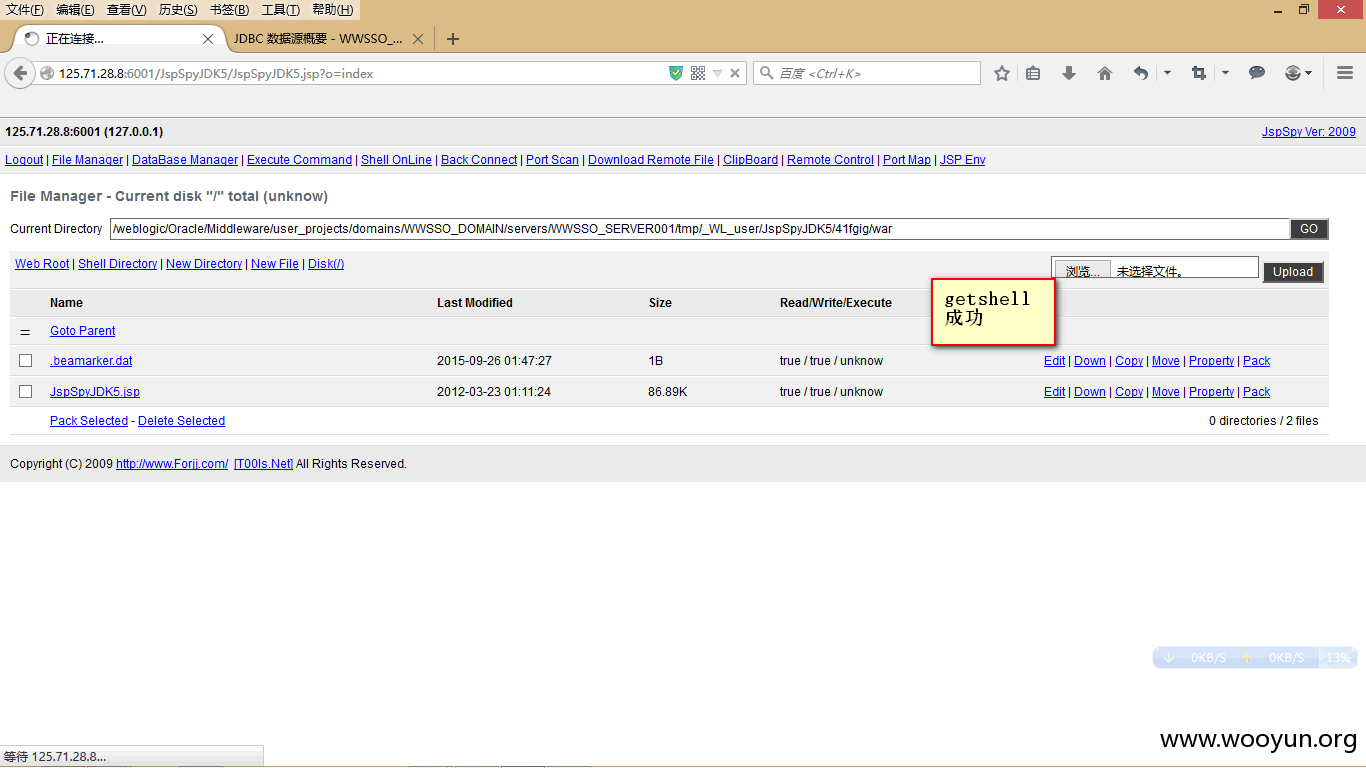 文件(F) 编辑(E) 查看(V) 历史(S) 书签(B) 工具(T) 帮助(H)
正在连接... JDBC 数据源概要 - WWSSO_...
125.71.28.8:6001/JspSpyJDK5/JspSpyJDK5.jsp?o=index 百度 <Ctrl+K>
125.71.28.8:6001 (127.0.0.1) JspSpy Ver: 2009
Logout | File Manager | DataBase Manager | Execute Command | Shell OnLine | Back Connect | Port Scan | Download Remote File | ClipBoard | Remote Control | Port Map | JSP Env
File Manager - Current disk "/" total (unknow)
Current Directory /weblogic/Oracle/Middleware/user_projects/domains/WWSSO_DOMAIN/servers/WWSSO_SERVER001/tmp/_WL_user/JspSpyJDK5/41fgig/war GO
Web Root | Shell Directory | New Directory | New File | Disk(/) 浏览... 未选择文件。 Upload
Name Last Modified Size Read/Write/Execute
getshell
成功
= Goto Parent
.beamarker.dat 2015-09-26 01:47:27 1B true / true / unknow Edit | Down | Copy | Move | Property | Pack
JspSpyJDK5.jsp 2012-03-23 01:11:24 86.89K true / true / unknow Edit | Down | Copy | Move | Property | Pack
Pack Selected - Delete Selected 0 directories / 2 files
Copyright (C) 2009 http://www.Forjj.com/ [T00ls.Net] All Rights Reserved.
0KB/S 0KB/S 13%
www.wooyun.org
等待 125.71.28.8...